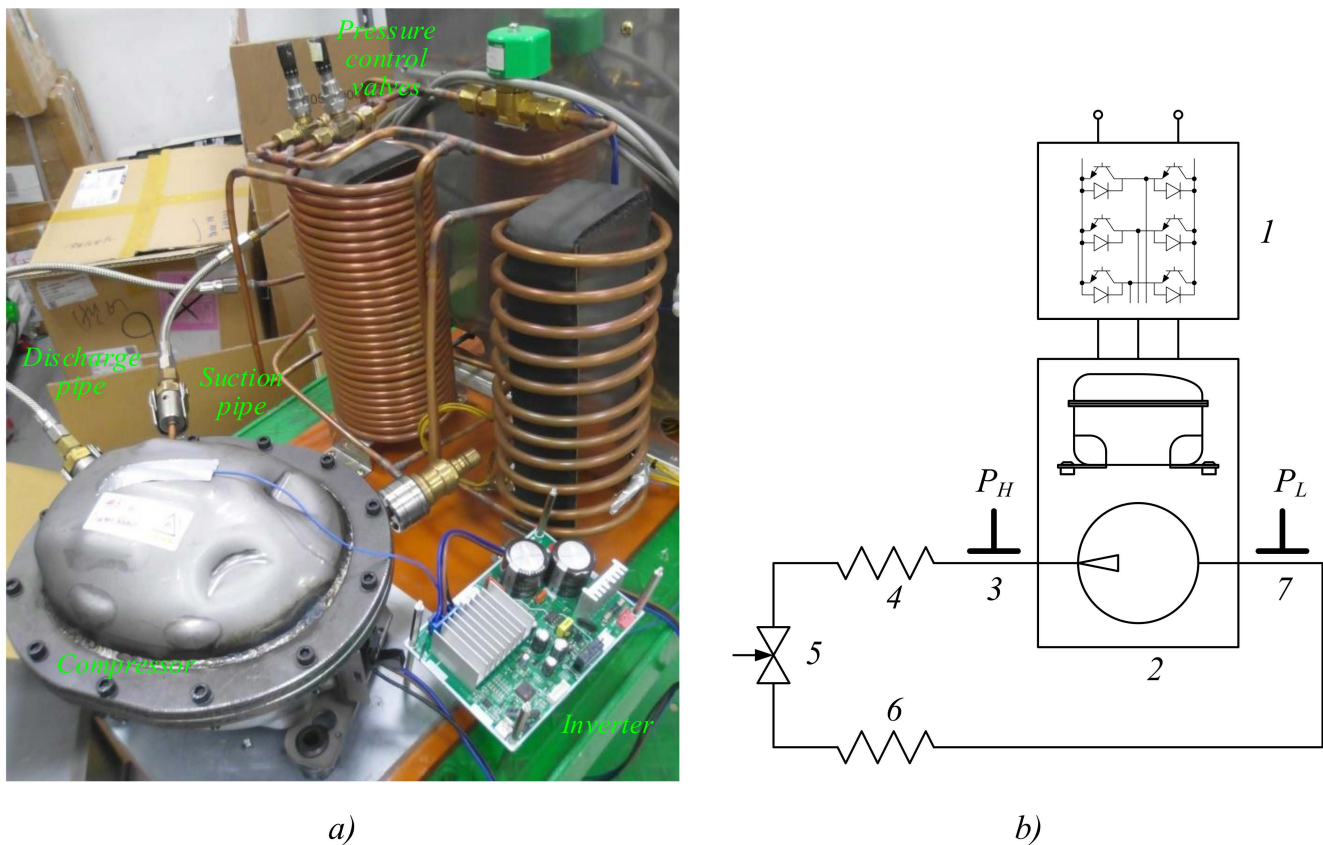 Pressure
control
valves
Discharge
pipe
Suction
pipe
Compressor
Inverter
a)
1
P_H
P_L
3
4
7
5
2
6
b)